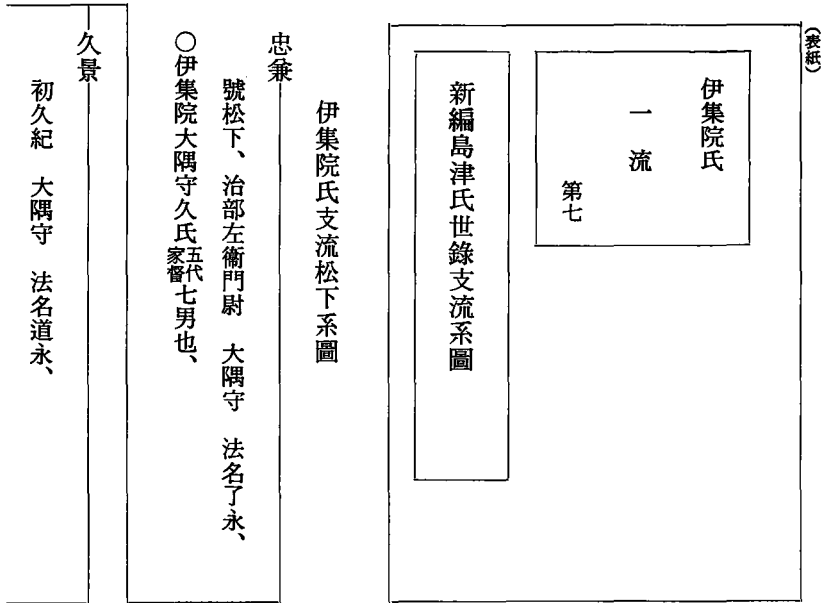 (表紙)
伊集院氏
一流
第七
新編島津氏世錄支流系圖
伊集院氏支流松下系圖
忠兼
號松下、治部左衞門尉　大隅守　法名了永、
○伊集院大隅守久氏五代家督七男也、
久景
初久紀　大隅守　法名道永、